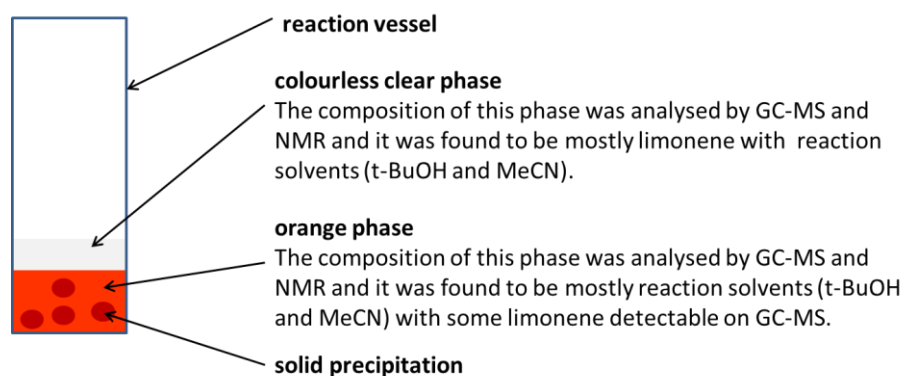 reaction vessel
colourless clear phase
The composition of this phase was analysed by GC-MS and
NMR and it was found to be mostly limonene with reaction
solvents (t-BuOH and MeCN).
orange phase
The composition of this phase was analysed by GC-MS and
NMR and it was found to be mostly reaction solvents (t-BuOH
and MeCN) with some limonene detectable on GC-MS.
solid precipitation